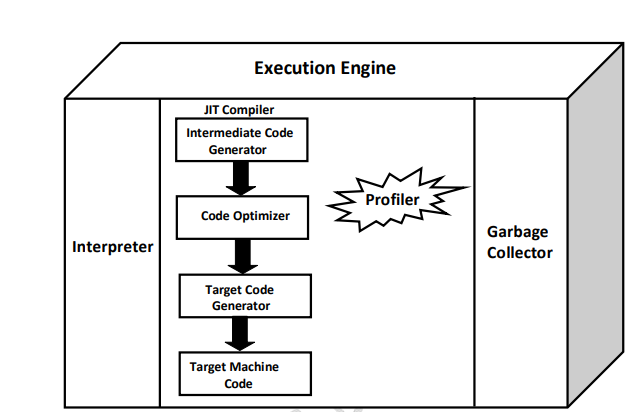 Execution Engine
JIT Compiler
Intermediate Code
Generator
Profiler
Code Optimizer
Interpreter
Garbage
Collector
Target Code
Generator
Target Machine
Code